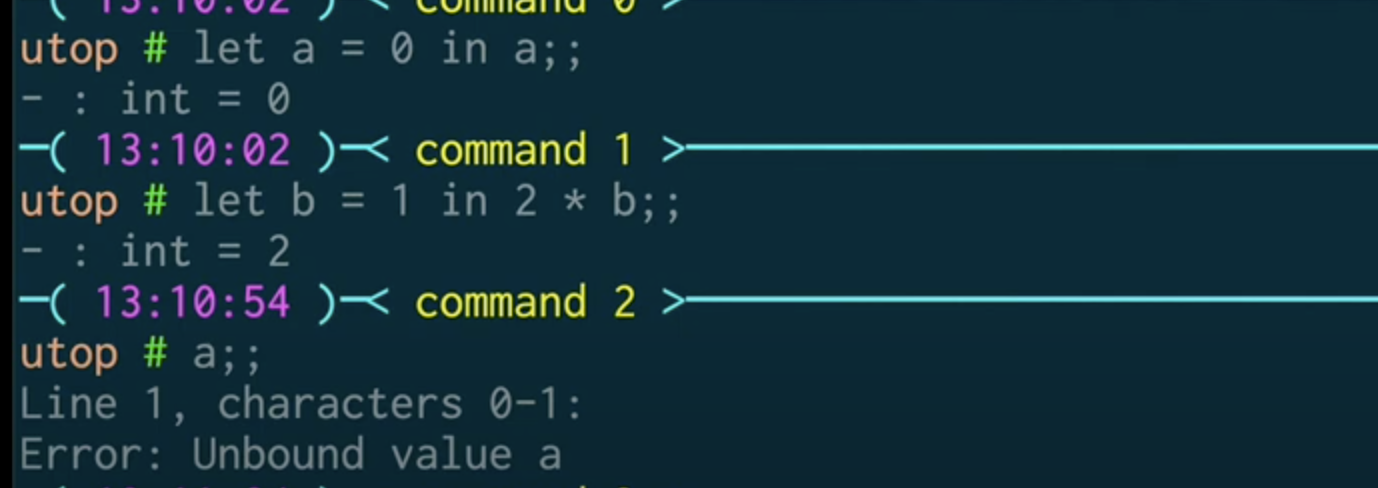 ─( 13:10:02 )─< command 0 >
utop # let a = 0 in a;;
- : int = 0
─( 13:10:02 )─< command 1 >──────────
utop # let b = 1 in 2 * b;;
- : int = 2
─( 13:10:54 )─< command 2 >──────────
utop # a;;
Line 1, characters 0-1:
Error: Unbound value a